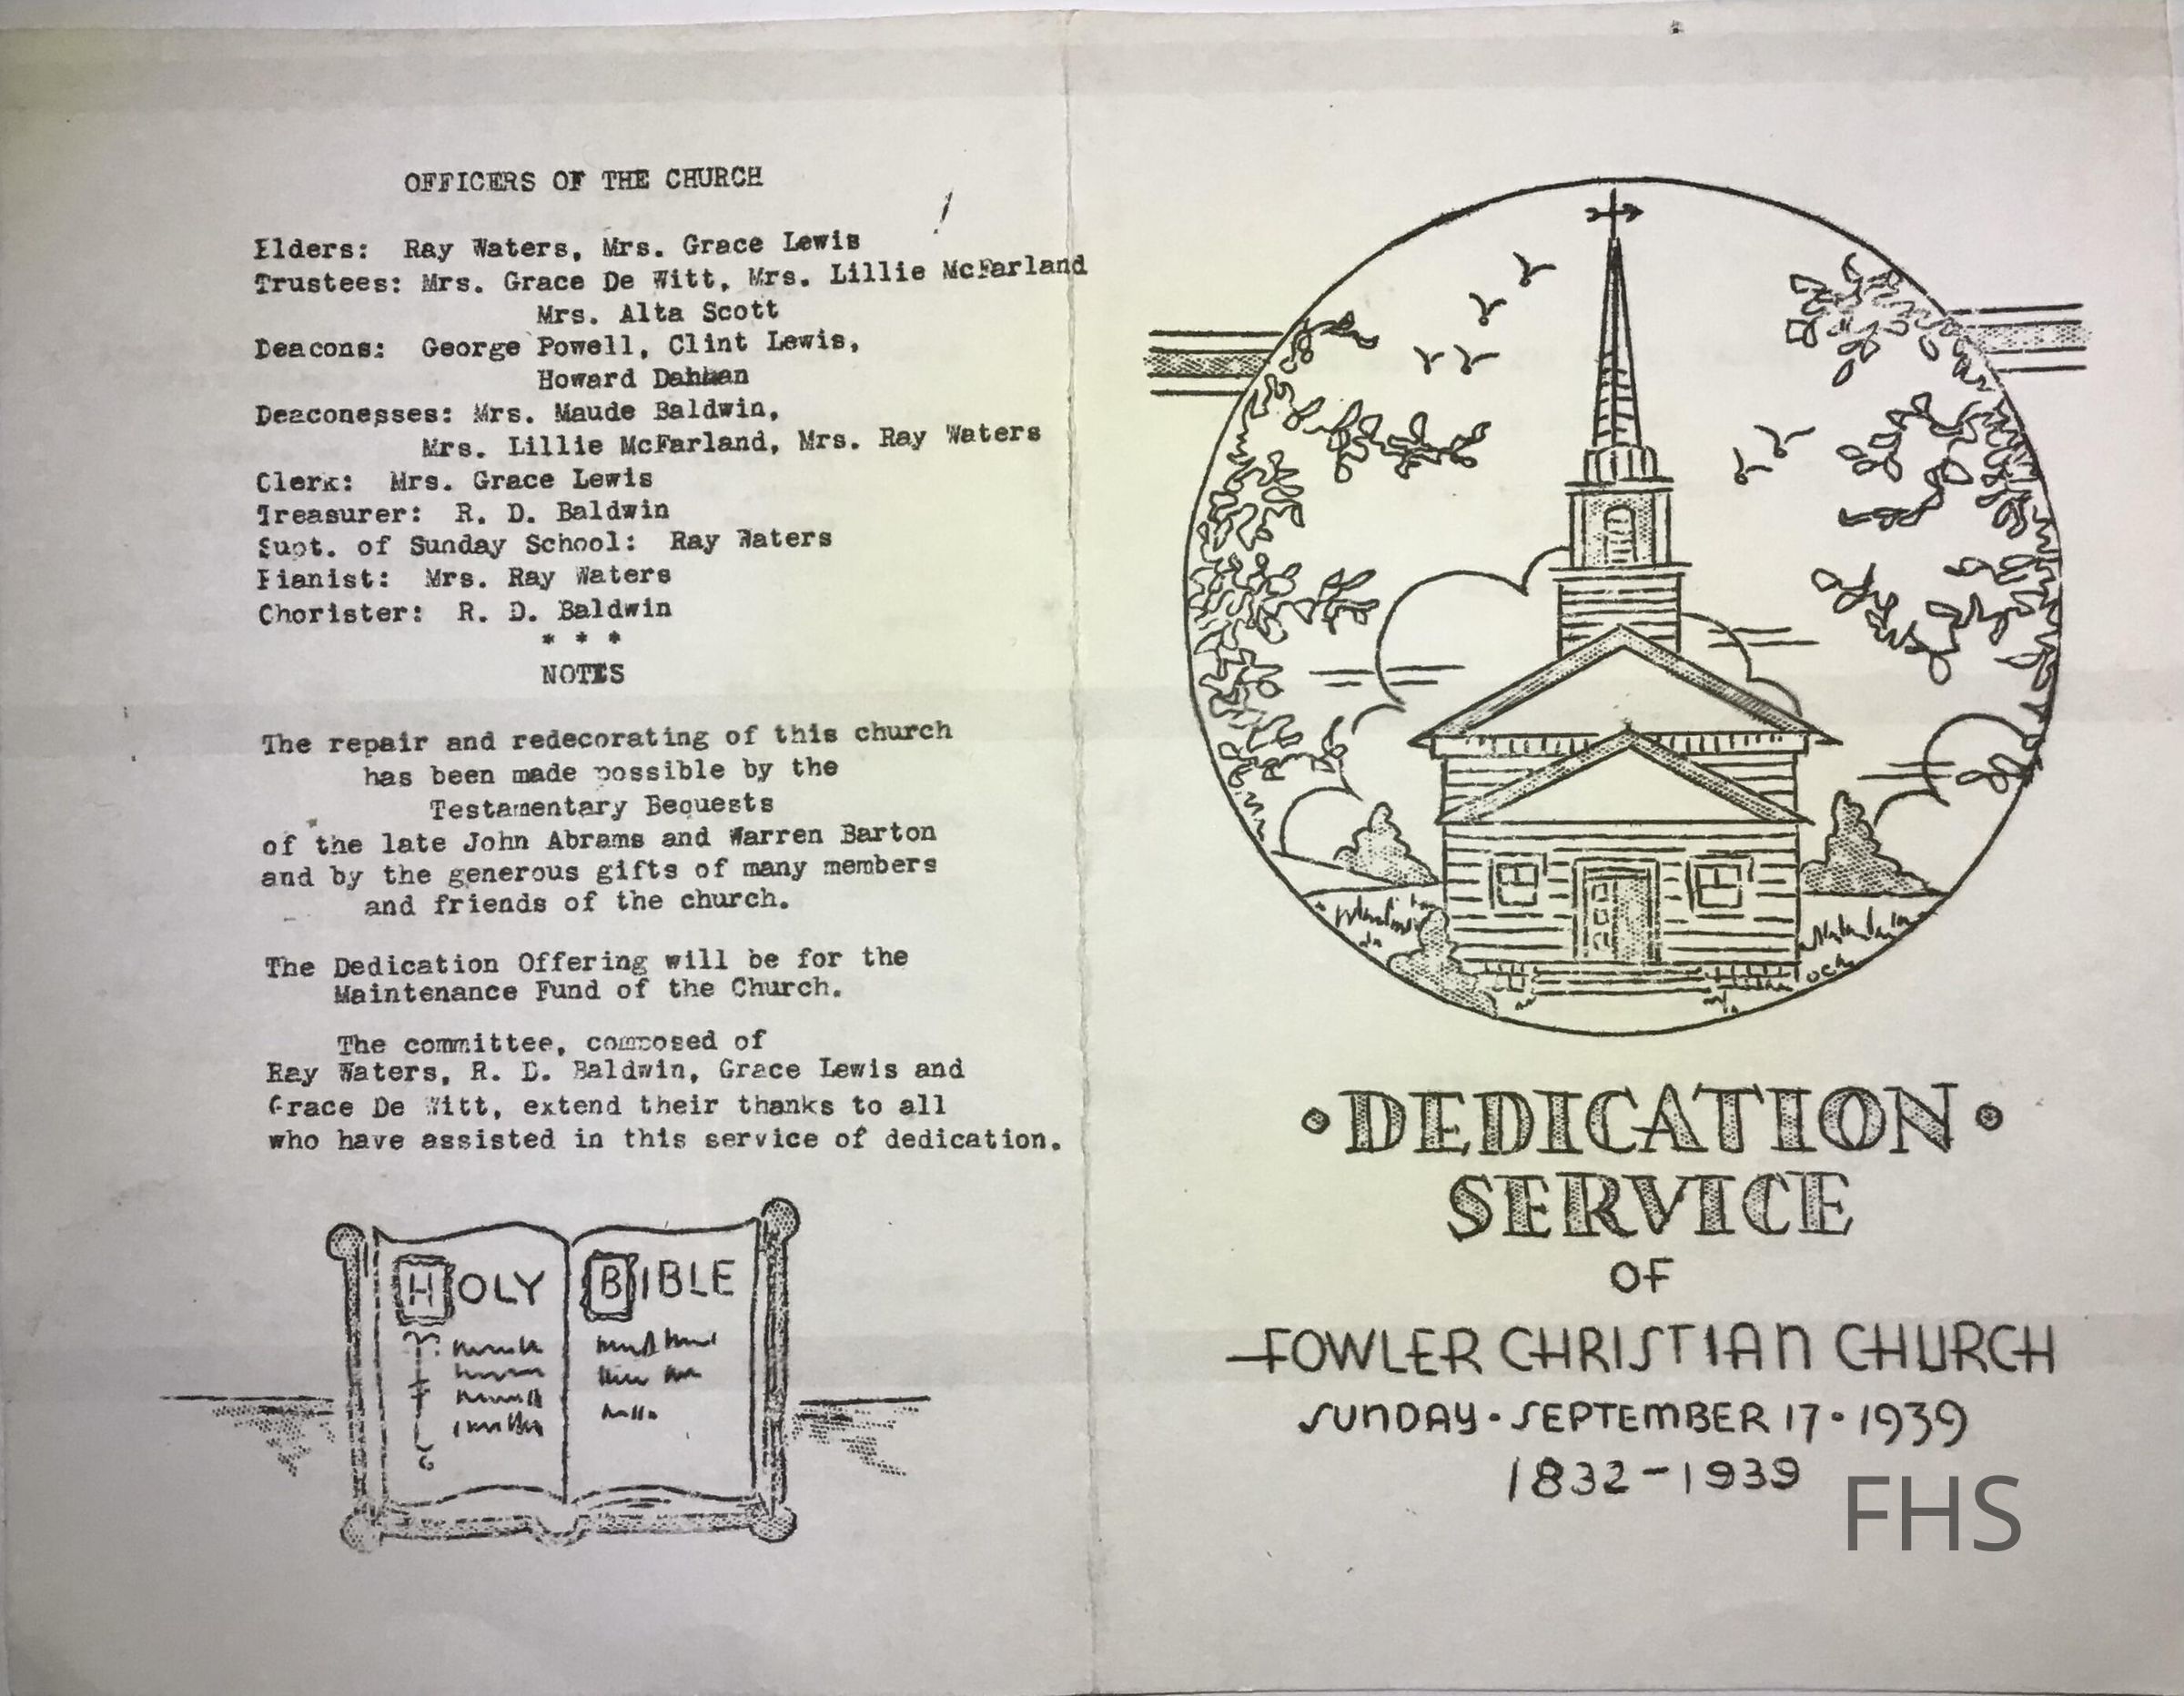 OFFICERS OF THE CHURCH
Elders: Ray Waters, Mrs. Grace Lewis
Trustees: Mrs. Grace De Witt, Mrs. Lillie McFarland
Mrs. Alta Scott
Deacons: George Powell, Clint Lewis,
Howard
Deaconesses: Mrs. Maude Baldwin,
Mrs. Lillie McFarland, Mrs. Ray Waters
Clerk: Mrs. Grace Lewis
Treasurer: R. D. Baldwin
Supt. of Sunday School: Ray Waters
Pianist: Mrs. Ray Waters
Chorister: R. D. Baldwin
* * *
NOTES
The repair and redecorating of this church
has been made possible by the
Testamentary Bequests
of the late John Abrams and Warren Barton
and by the generous gifts of many members
and friends of the church.
The Dedication Offering will be for the
Maintenance Fund of the Church.
The committee, composed of
Ray Waters, R. D. Baldwin, Grace Lewis and
Grace De Witt, extend their thanks to all
who have assisted in this service of dedication.
HOLY BIBLE
• DEDICATION •
SERVICE
OF
FOWLER CHRISTIAN CHURCH
SUNDAY • SEPTEMBER 17 • 1939
1832-1939
FHS